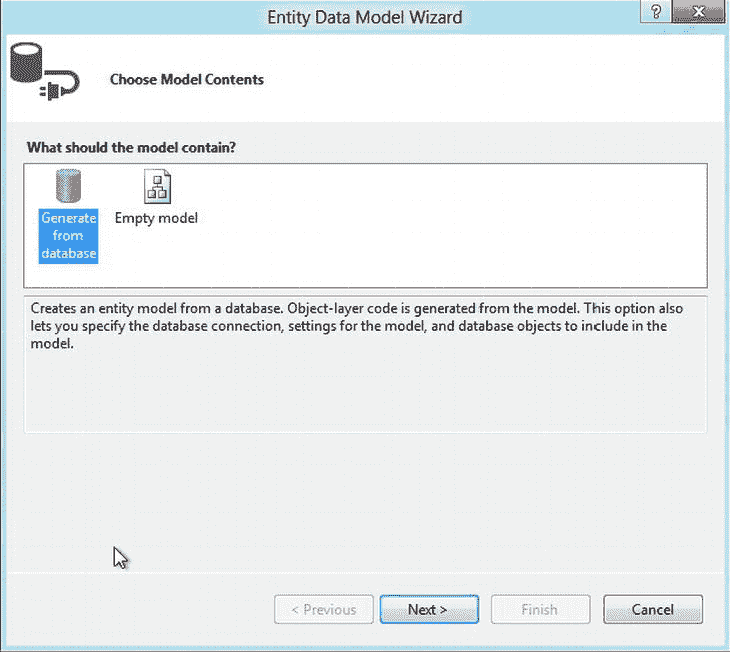 Entity Data Model Wizard
?
Choose Model Contents
What should the model contain?
Generate
from
database
Empty model
Creates an entity model from a database. Object-layer code is generated from the model. This option also
lets you specify the database connection, settings for the model, and database objects to include in the
model.
< Previous
Next >
Finish
Cancel